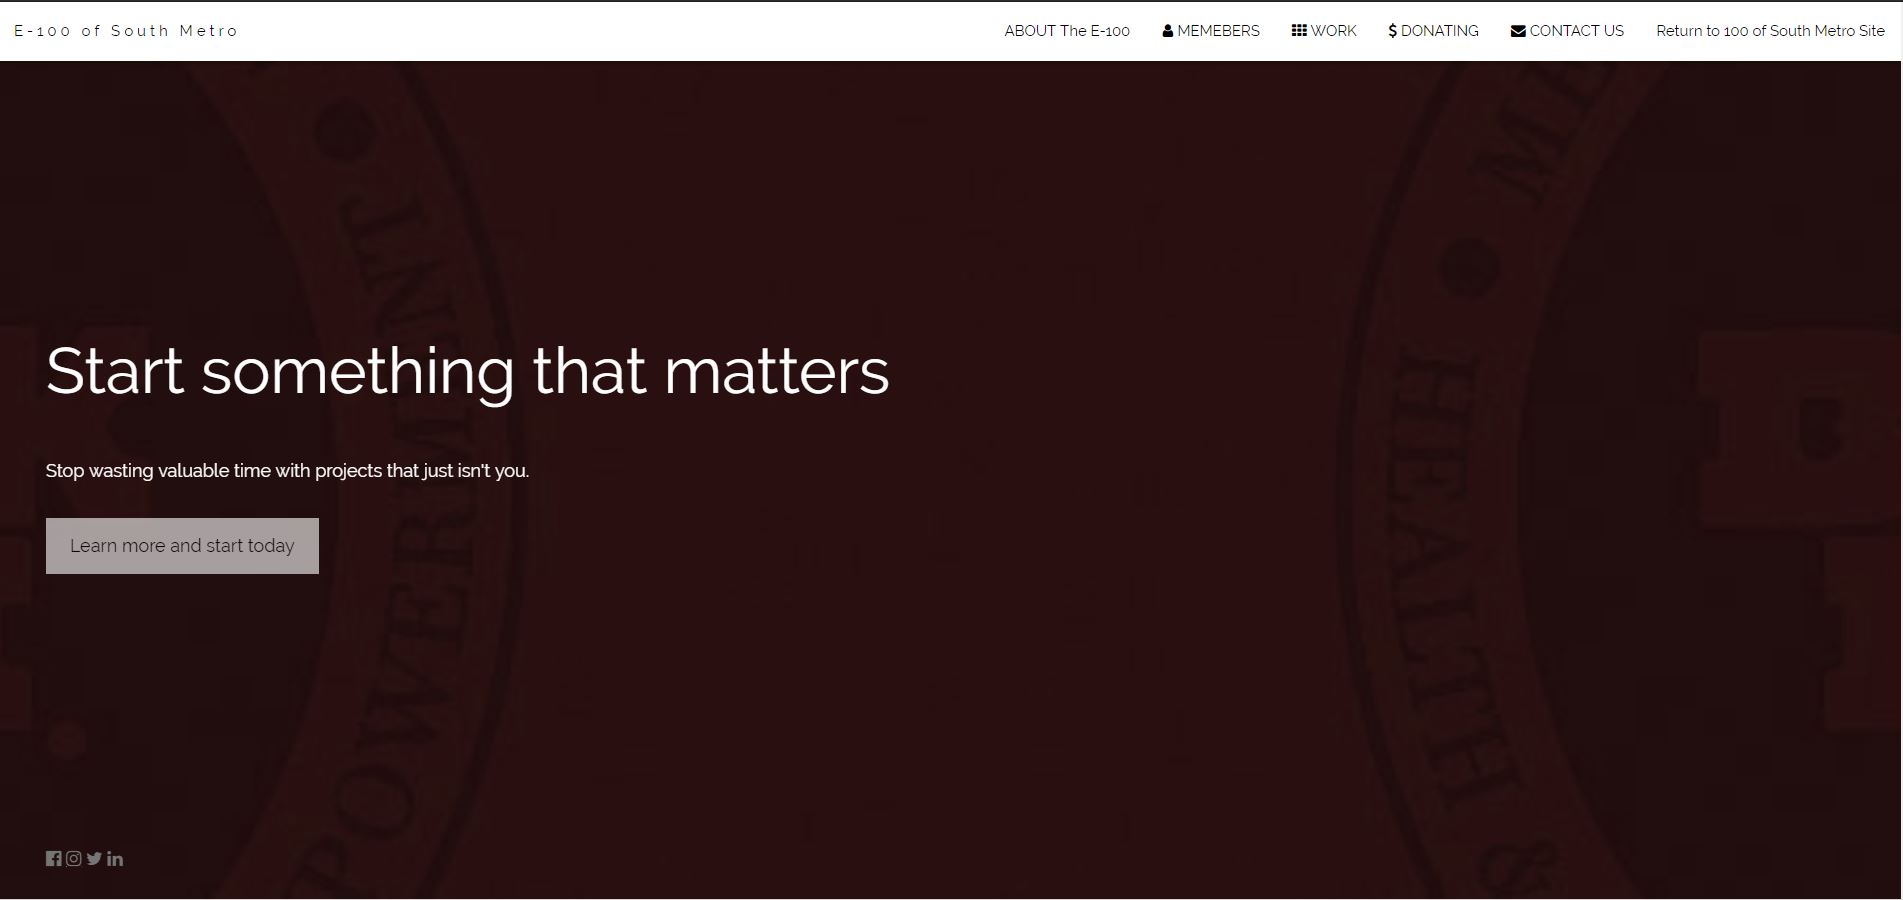 E-100 of South Metro
ABOUT The E-100 MEMEBERS WORK DONATING CONTACT US Return to 100 of South Metro Site
Start something that matters
Stop wasting valuable time with projects that just isn't you.
Learn more and start today
HEALTH &